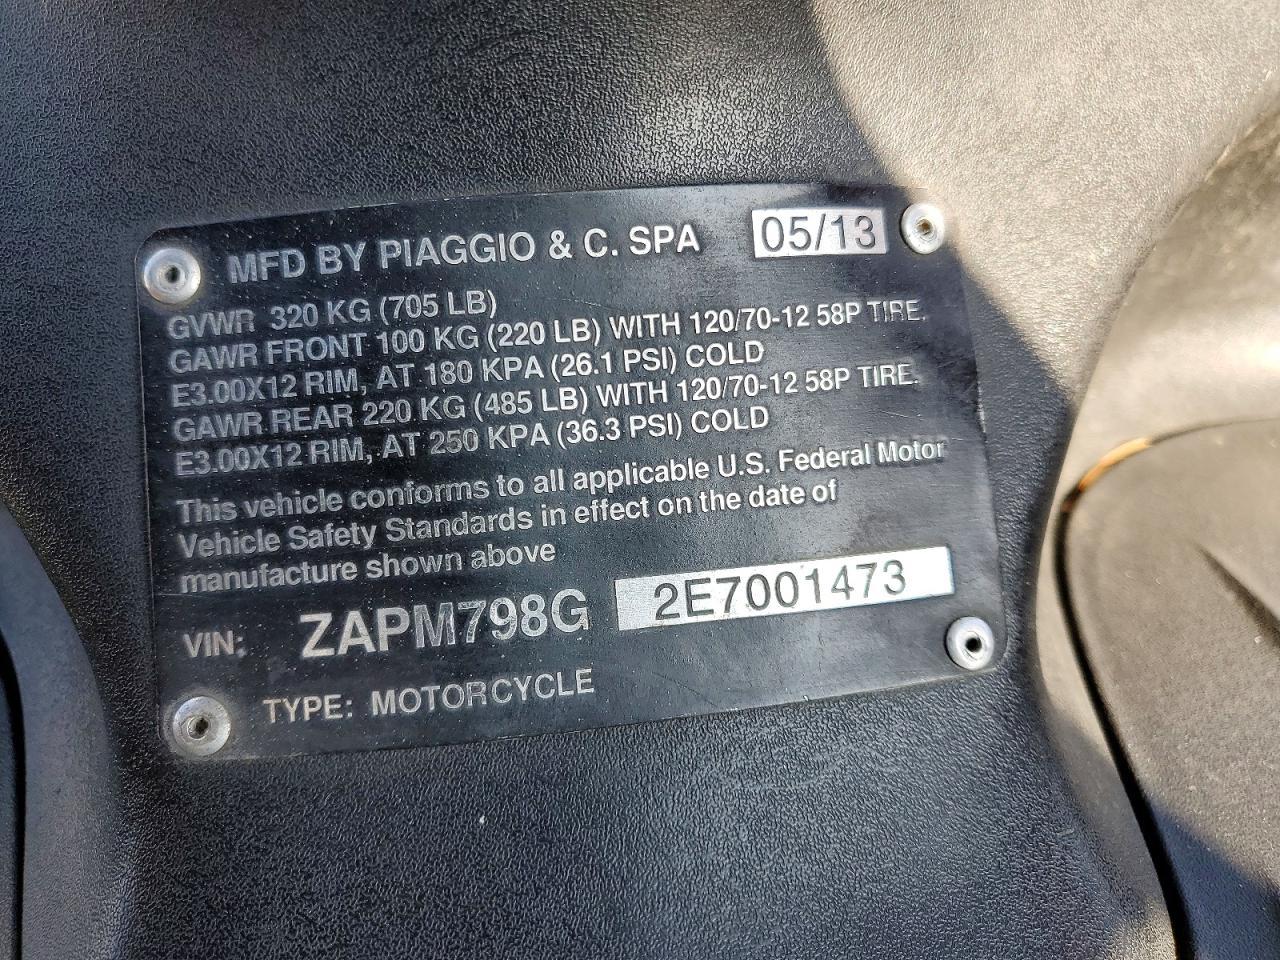 MFD BY PIAGGIO & C. SPA 05/13
GVWR 320 KG (705 LB)
GAWR FRONT 100 KG (220 LB) WITH 120/70-12 58P TIRE.
E3.00X12 RIM, AT 180 KPA (26.1 PSI) COLD
GAWR REAR 220 KG (485 LB) WITH 120/70-12 58P TIRE.
E3.00X12 RIM, AT 250 KPA (36.3 PSI) COLD
This vehicle conforms to all applicable U.S. Federal Motor
Vehicle Safety Standards in effect on the date of
manufacture shown above
VIN: ZAPM798G 2E7001473
TYPE: MOTORCYCLE